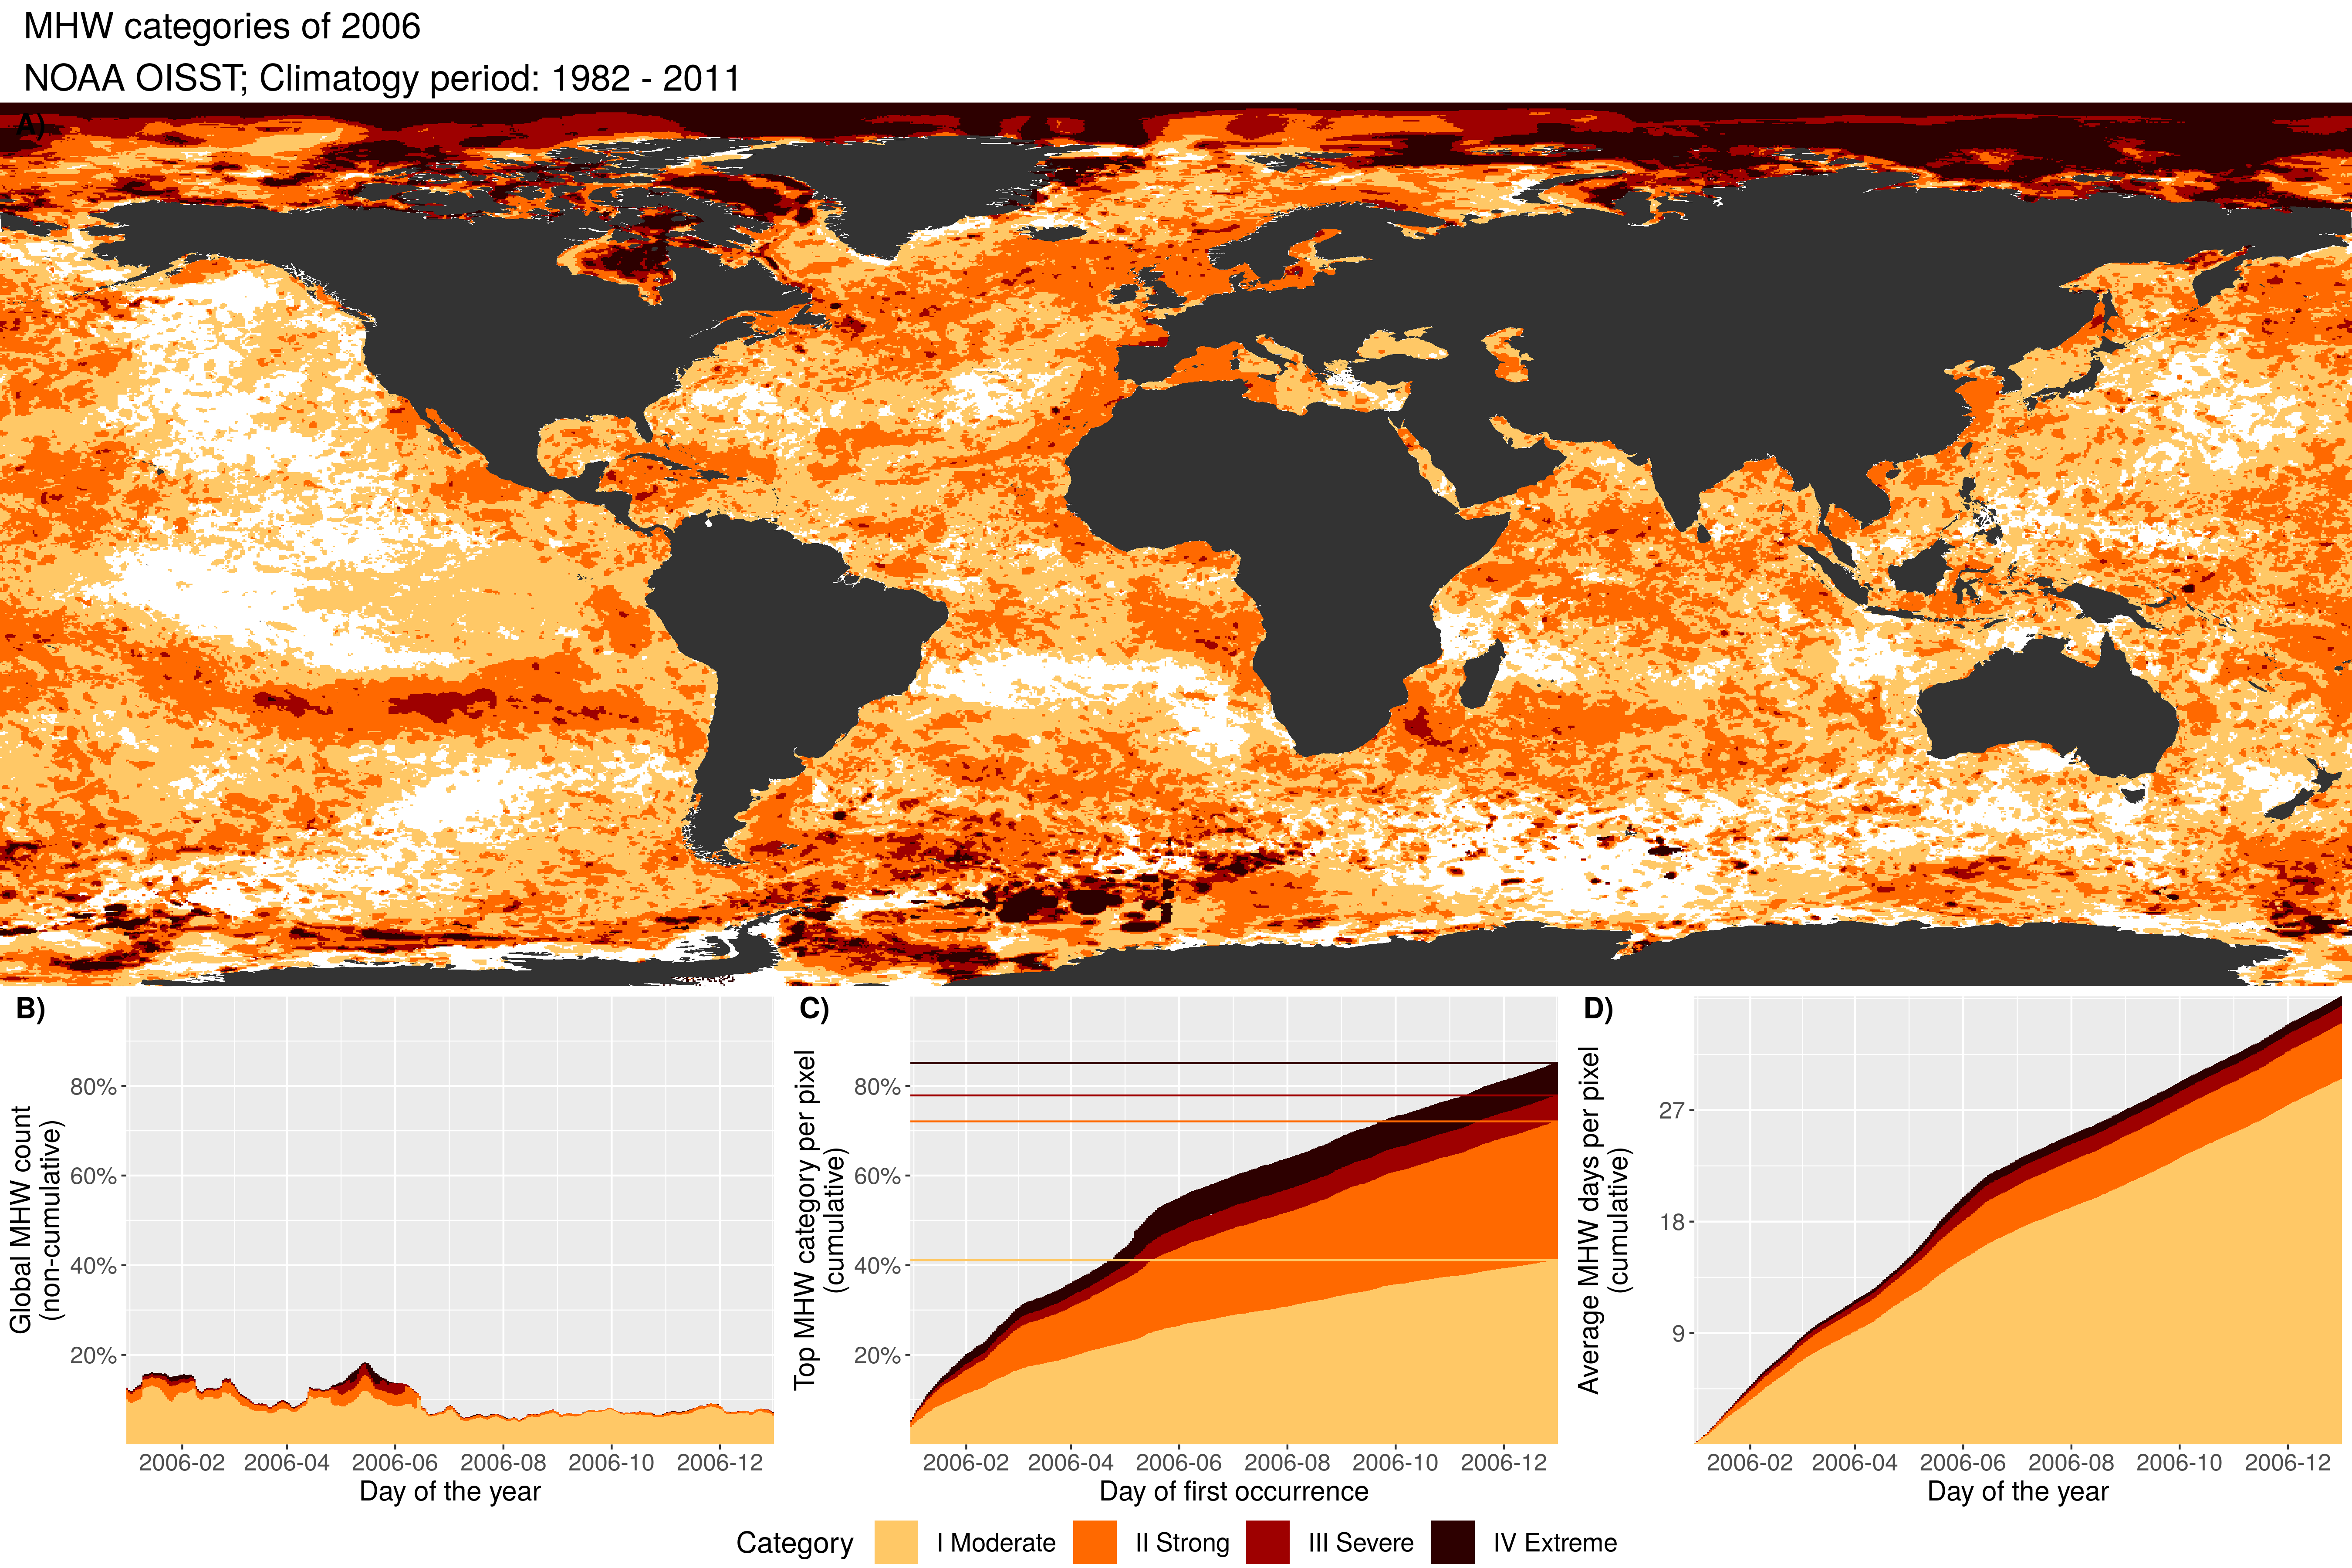 MHW categories of 2006
NOAA OISST; Climatogy period: 1982 - 2011
A)
B)
Global MHW count
(non-cumulative)
80%
60%
40%
20%
2006-02 2006-04 2006-06 2006-08 2006-10 2006-12
Day of the year
C)
Top MHW category per pixel
(cumulative)
80%
60%
40%
20%
2006-02 2006-04 2006-06 2006-08 2006-10 2006-12
Day of first occurrence
D)
Average MHW days per pixel
(cumulative)
27
18
9
2006-02 2006-04 2006-06 2006-08 2006-10 2006-12
Day of the year
Category I Moderate II Strong III Severe IV Extreme